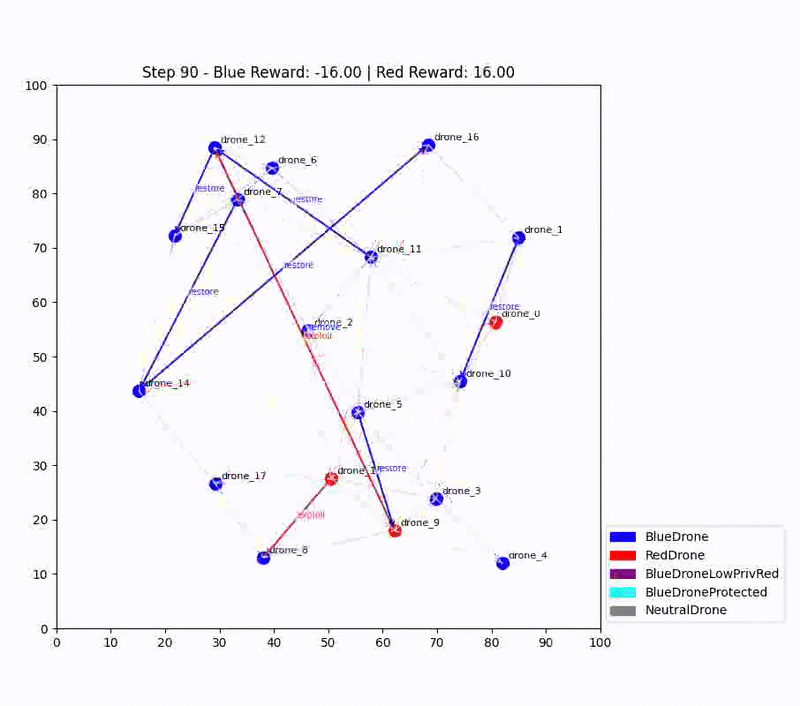 Step 90 - Blue Reward: -16.00 | Red Reward: 16.00
100
90
80
70
60
50
40
30
20
10
0
drone_12
drone_16
drone_6
restore
drone_7
restore
drone_15
drone_1
drone_11
restore
restore
restore
drone_0
drone_2
remove
exploit
drone_10
drone_14
drone_5
restore
drone_17
drone_3
exploit
drone_9
drone_8
drone_4
BlueDrone
RedDrone
BlueDroneLowPrivRed
BlueDroneProtected
NeutralDrone
0 10 20 30 40 50 60 70 80 90 100